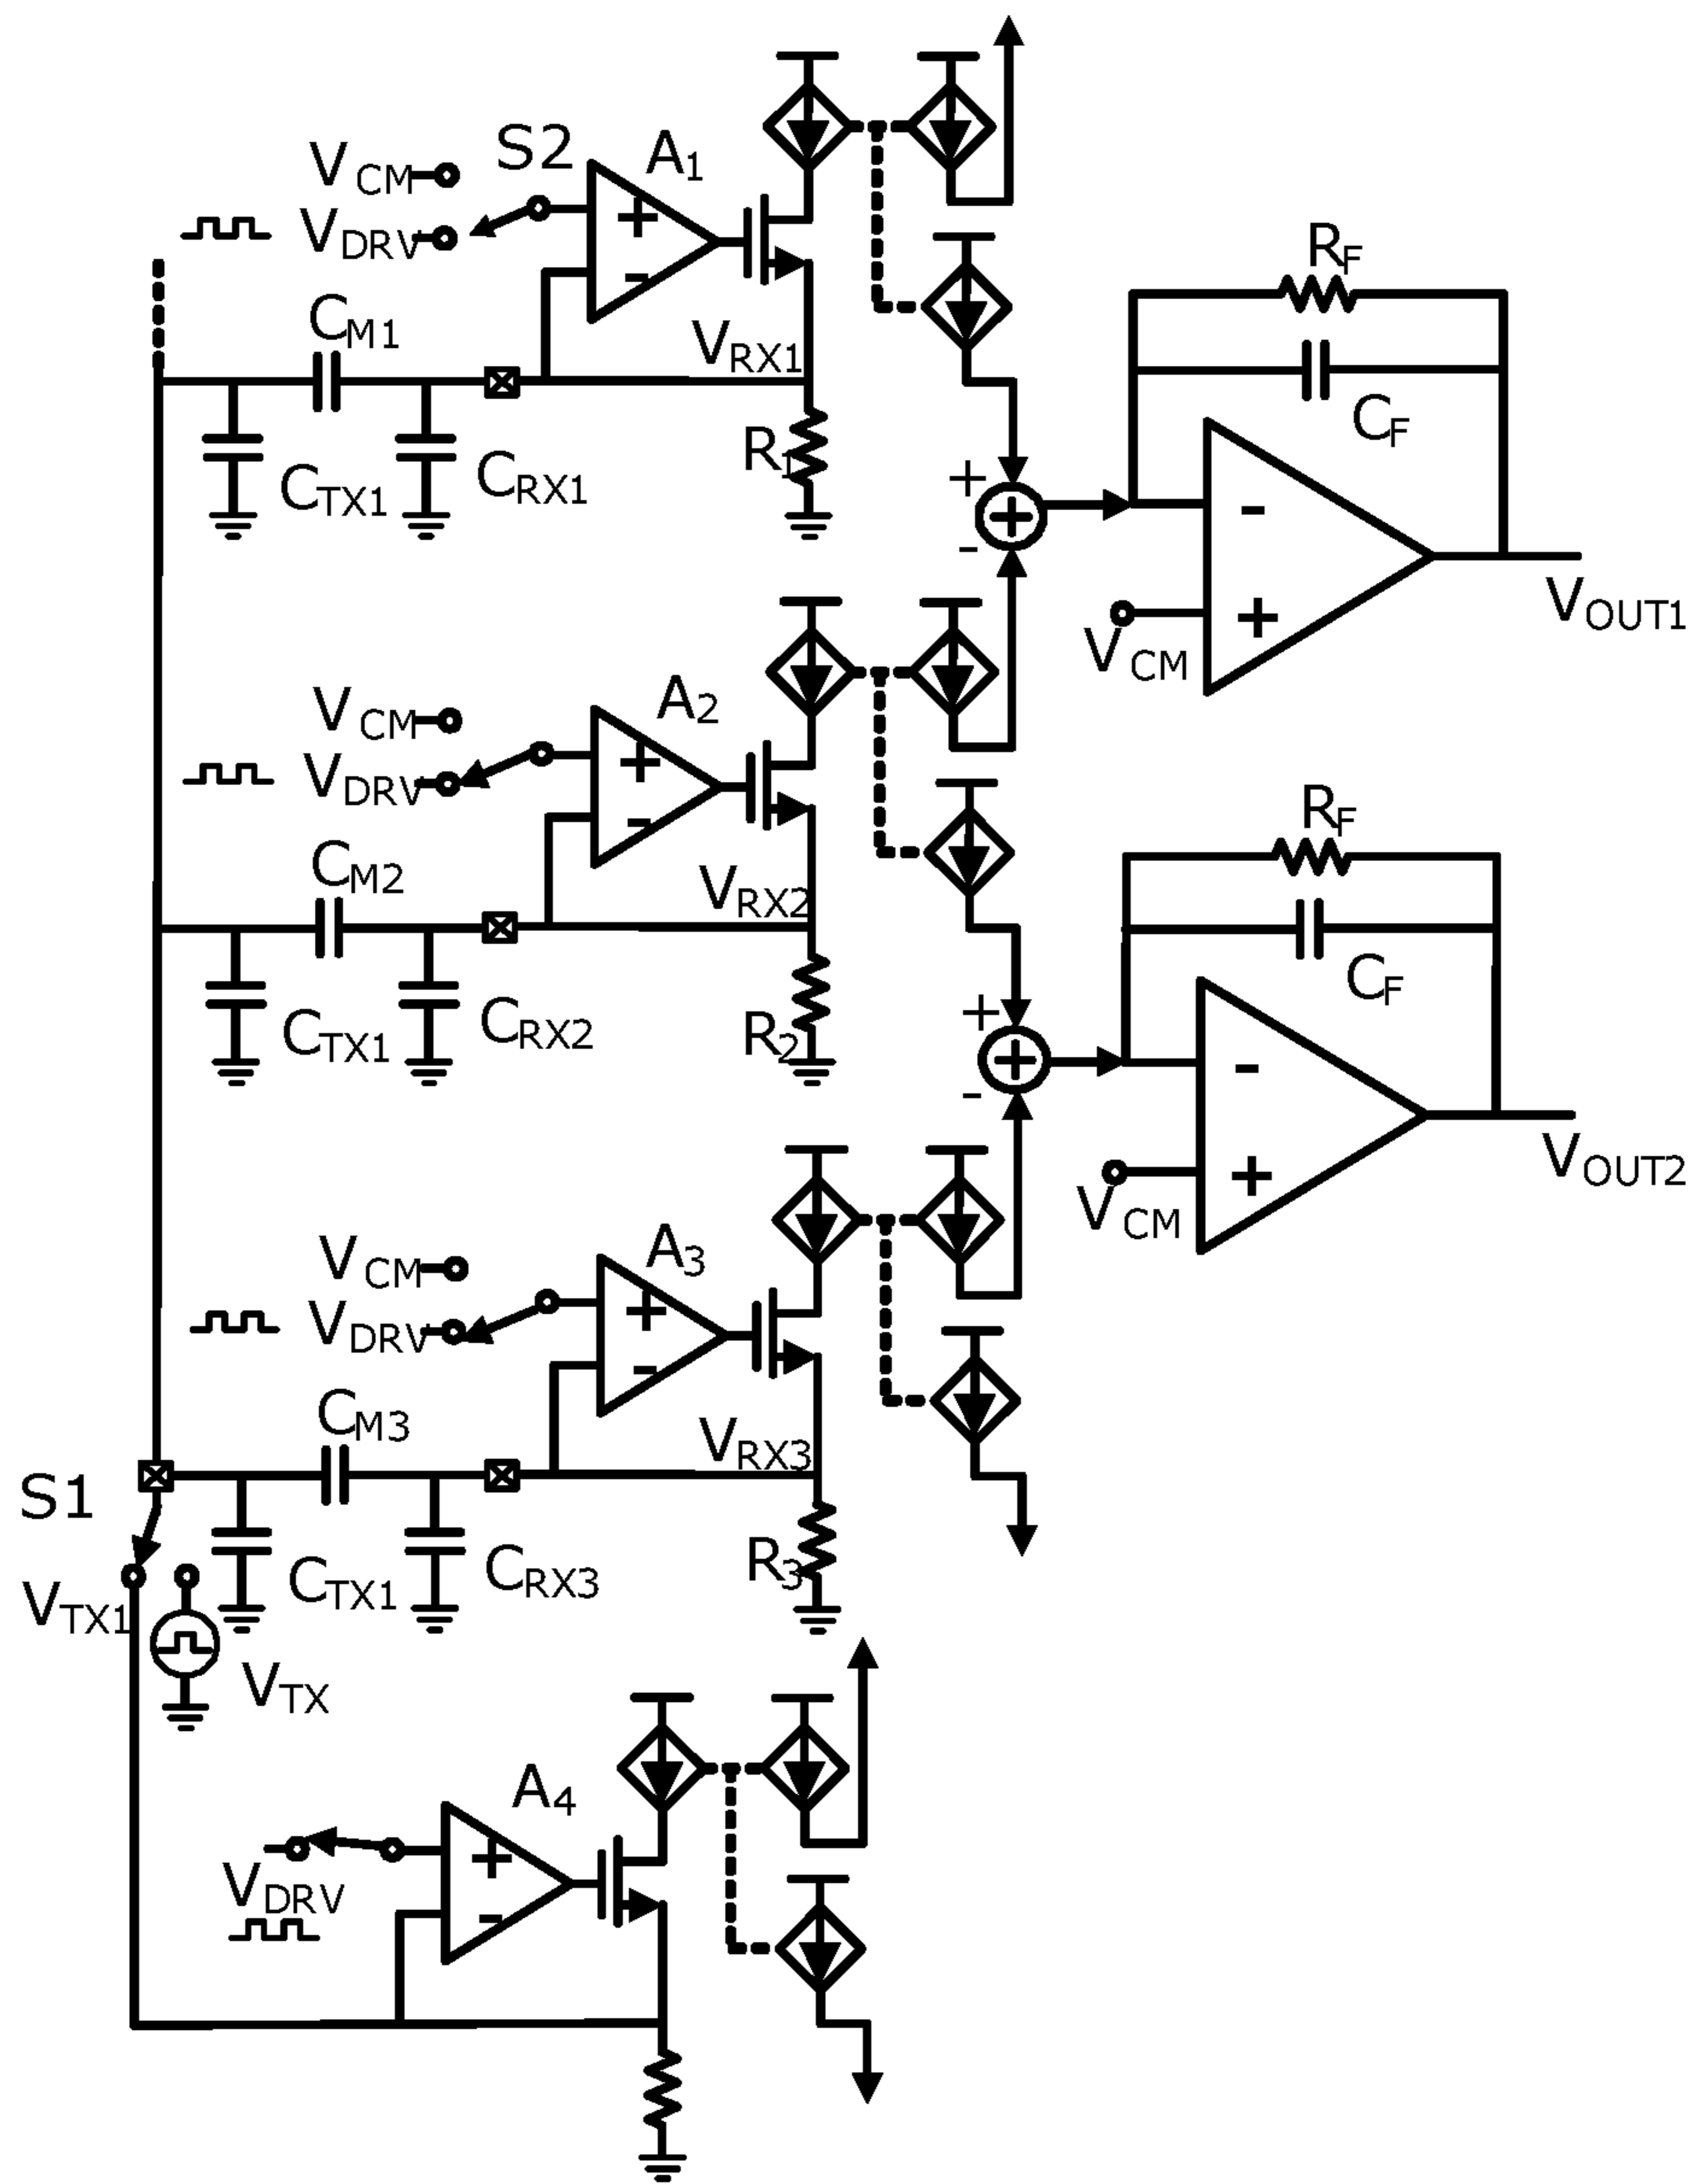 S2 A1
VCM
VDRV
+
-
CM1
VRX1
RF
CF
CTX1
CRX1
R1
+
-
-
+
VCM
VOUT1
A2
VCM
VDRV
+
-
CM2
VRX2
RF
CF
CTX1
CRX2
R2
+
-
-
+
VCM
VOUT2
A3
VCM
VDRV
+
-
CM3
VRX3
S1
CTX1
CRX3
R3
VTX1
VTX
A4
VDRV
+
-